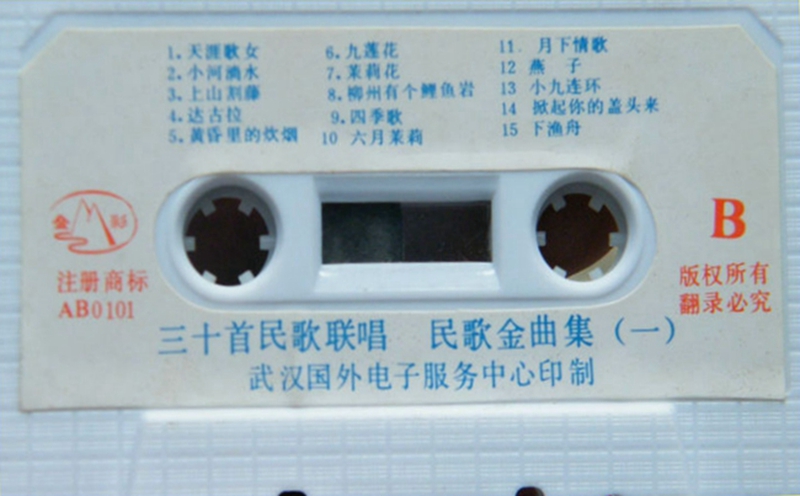 1.天涯歌女
2.小河淌水
3.上山割藤
4.达古拉
5.黄昏里的炊烟
6.九莲花
7.茉莉花
8.柳州有个鲤鱼岩
9.四季歌
10 六月茉莉
11. 月下情歌
12 燕 子
13 小九连环
14 掀起你的盖头来
15 下渔舟
金 彩
注册商标
AB0101
B
版权所有
翻录必究
三十首民歌联唱 民歌金曲集(一)
武汉国外电子服务中心印制